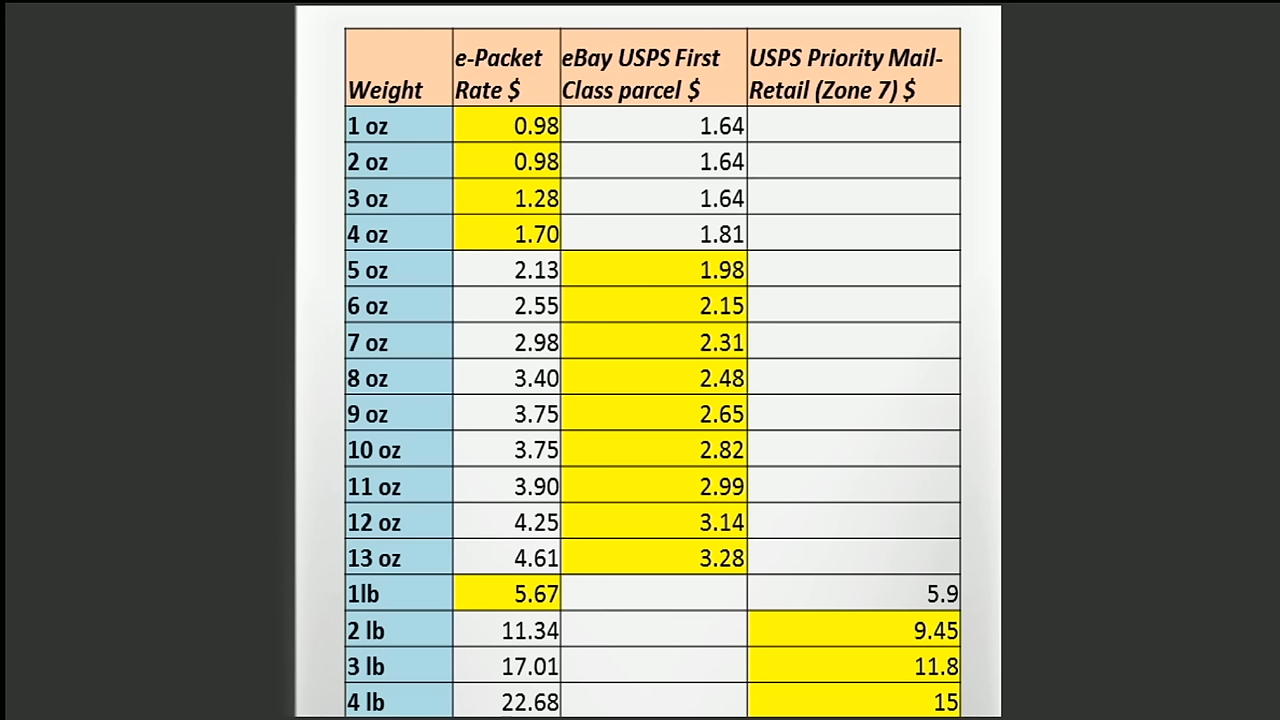 Weight e-Packet Rate $ eBay USPS First Class parcel $ USPS Priority Mail-Retail (Zone 7) $
1 oz 0.98 1.64
2 oz 0.98 1.64
3 oz 1.28 1.64
4 oz 1.70 1.81
5 oz 2.13 1.98
6 oz 2.55 2.15
7 oz 2.98 2.31
8 oz 3.40 2.48
9 oz 3.75 2.65
10 oz 3.75 2.82
11 oz 3.90 2.99
12 oz 4.25 3.14
13 oz 4.61 3.28
1lb 5.67 5.9
2 lb 11.34 9.45
3 lb 17.01 11.8
4 lb 22.68 15